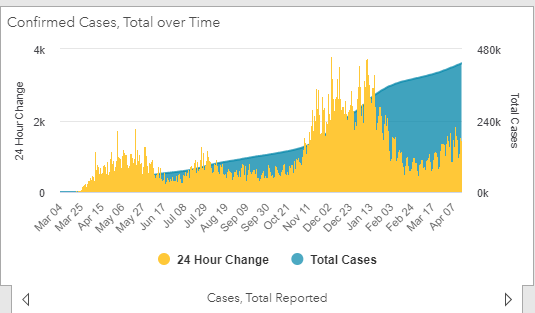 Confirmed Cases, Total over Time
4k
480k
24 Hour Change
Total Cases
2k
240k
0
0k
Mar 04
Mar 25
Apr 15
May 06
May 27
Jun 17
Jul 08
Jul 29
Aug 19
Sep 09
Sep 30
Oct 21
Nov 11
Dec 02
Dec 23
Jan 13
Feb 03
Feb 24
Mar 17
Apr 07
24 Hour Change
Total Cases
Cases, Total Reported